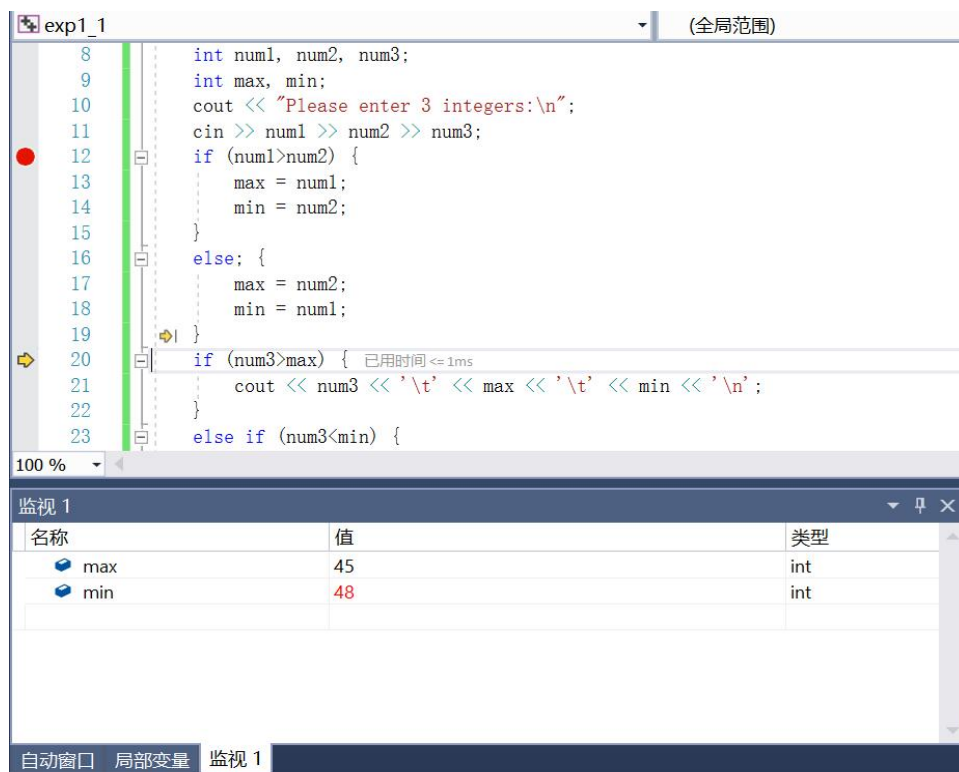 exp1_1 (全局范围)
8 int num1, num2, num3;
9 int max, min;
10 cout << "Please enter 3 integers:\n";
11 cin >> num1 >> num2 >> num3;
12 if (num1>num2) {
13 max = num1;
14 min = num2;
15 }
16 else; {
17 max = num2;
18 min = num1;
19 }
20 if (num3>max) { 已用时间 <= 1ms
21 cout << num3 << '\t' << max << '\t' << min << '\n';
22 }
23 else if (num3<min) {
100 %
监视 1
名称 值 类型
max 45 int
min 48 int
自动窗口 局部变量 监视 1